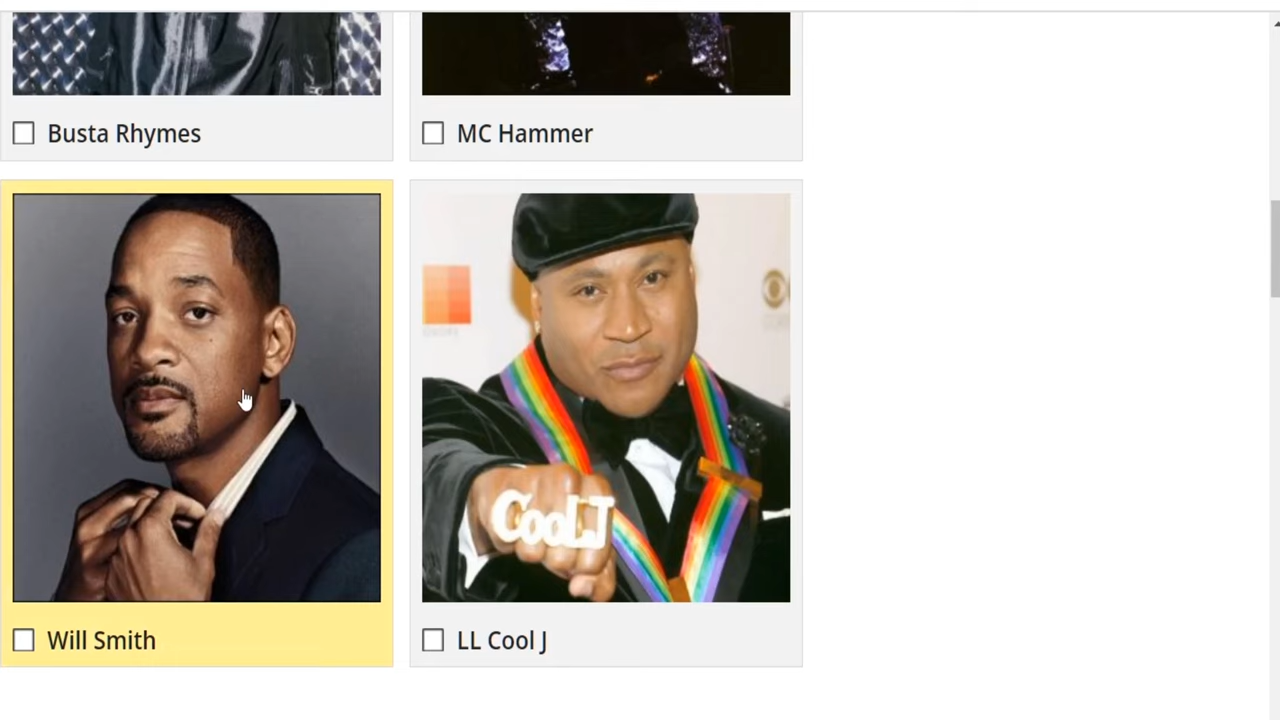 Busta Rhymes
MC Hammer
CoolJ
Will Smith
LL Cool J